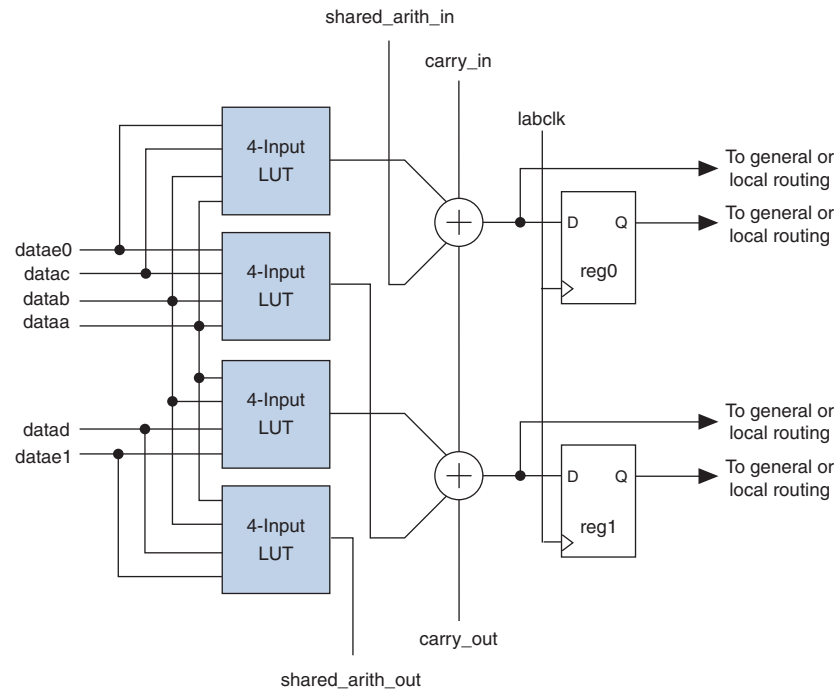 shared_arith_in
carry_in
labclk
4-Input
LUT
To general or
local routing
D Q
reg0
To general or
local routing
datae0
datac
datab
dataa
4-Input
LUT
4-Input
LUT
To general or
local routing
datad
datae1
D Q
reg1
To general or
local routing
4-Input
LUT
carry_out
shared_arith_out